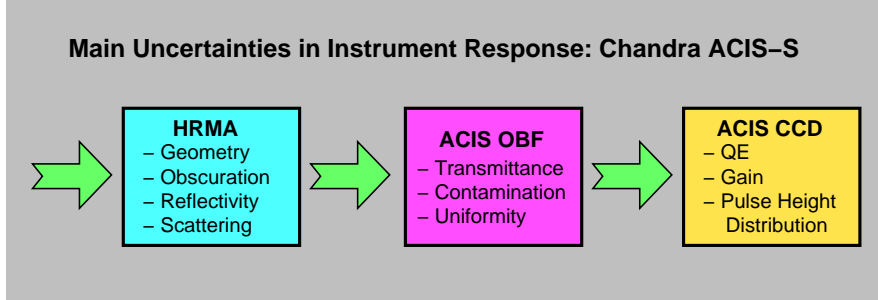 Main Uncertainties in Instrument Response: Chandra ACIS–S
HRMA
– Geometry
– Obscuration
– Reflectivity
– Scattering
ACIS OBF
– Transmittance
– Contamination
– Uniformity
ACIS CCD
– QE
– Gain
– Pulse Height
Distribution